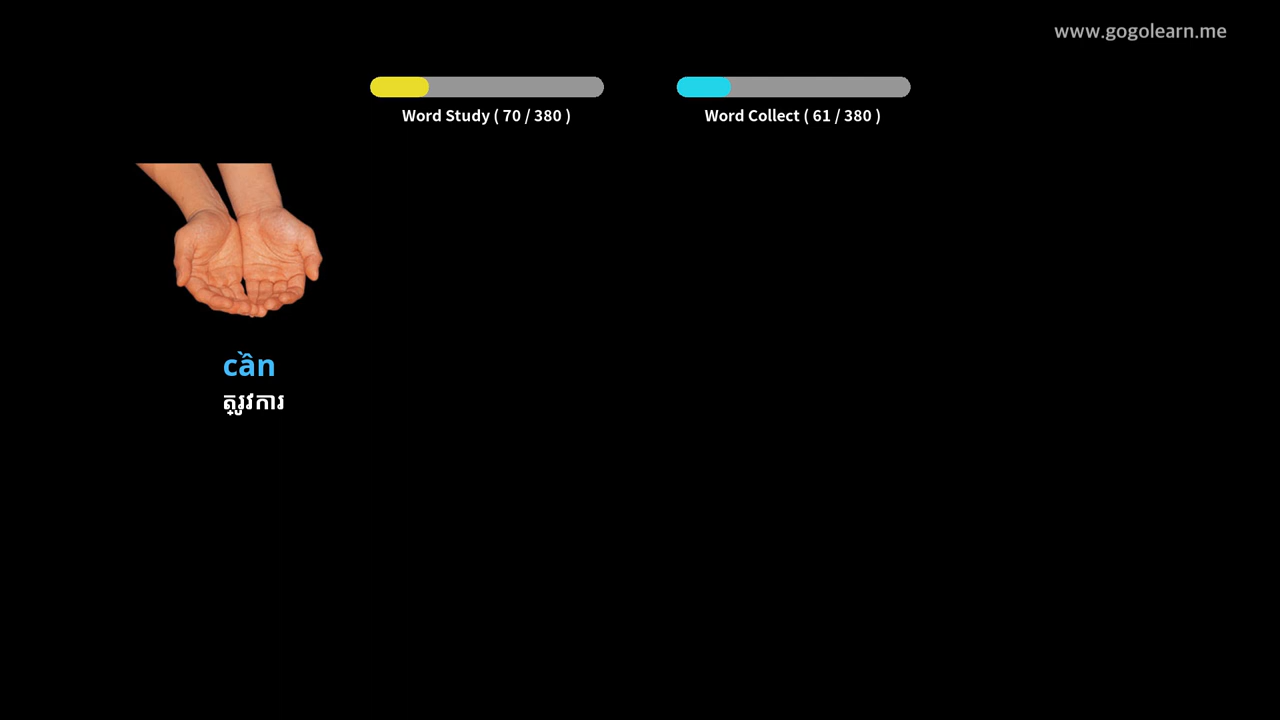 www.gogolearn.me
Word Study ( 70 / 380 )
Word Collect ( 61 / 380 )
cần
ត្រូវការ